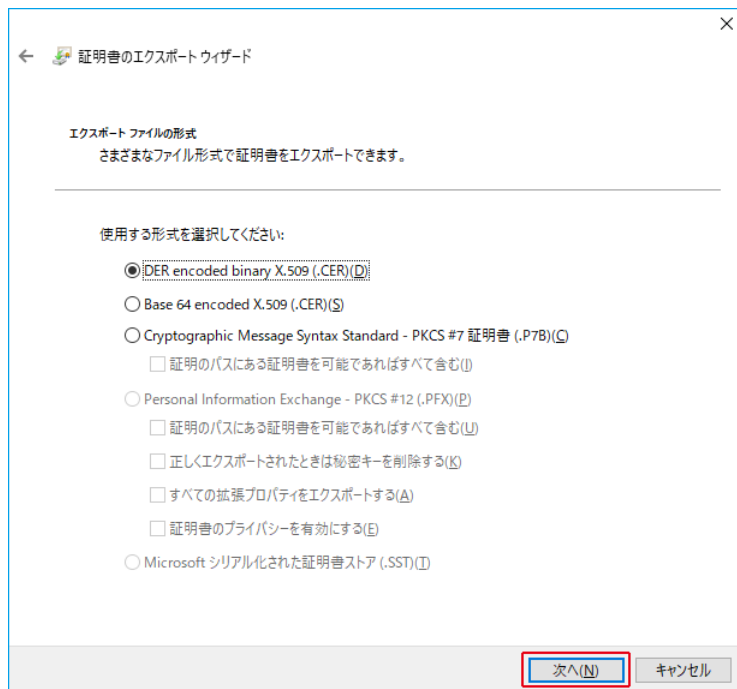 証明書のエクスポート ウィザード
エクスポート ファイルの形式
さまざまなファイル形式で証明書をエクスポートできます。
使用する形式を選択してください:
DER encoded binary X.509 (.CER)(D)
Base 64 encoded X.509 (.CER)(S)
Cryptographic Message Syntax Standard - PKCS #7 証明書 (.P7B)(C)
証明のパスにある証明書を可能であればすべて含む(I)
Personal Information Exchange - PKCS #12 (.PFX)(P)
証明のパスにある証明書を可能であればすべて含む(U)
正しくエクスポートされたときは秘密キーを削除する(K)
すべての拡張プロパティをエクスポートする(A)
証明書のプライバシーを有効にする(E)
Microsoft シリアル化された証明書ストア (.SST)(T)
次へ(N) キャンセル